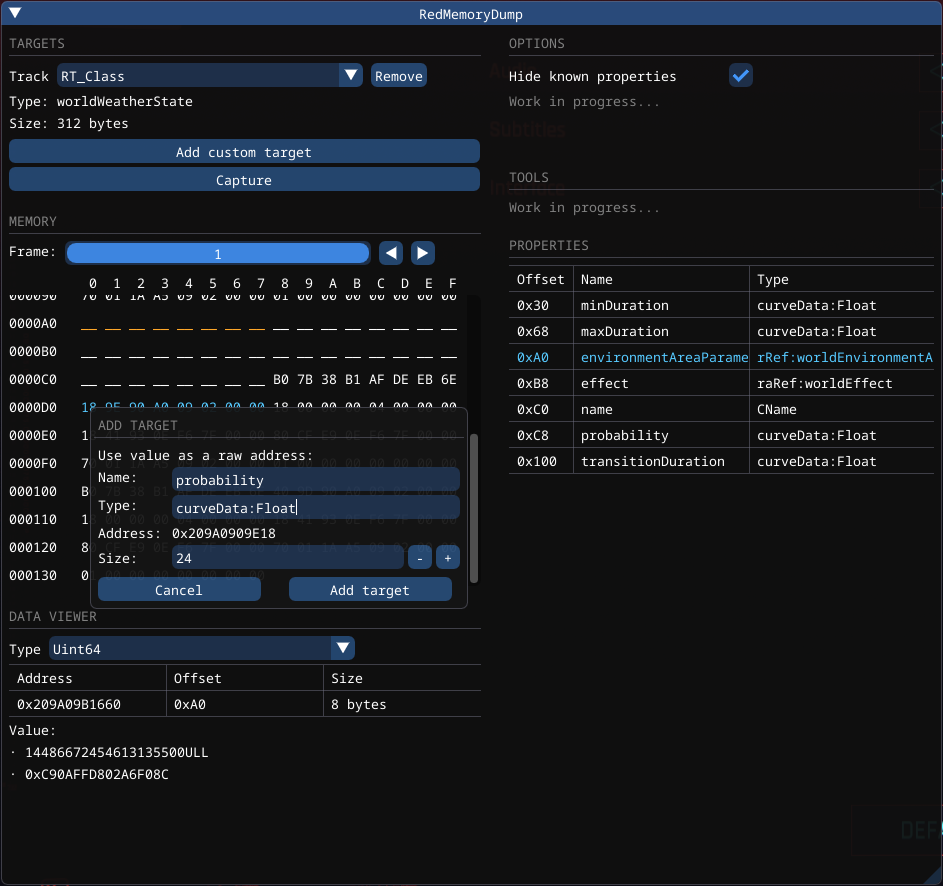 RedMemoryDump
TARGETS
Track RT_Class Remove
Type: worldWeatherState
Size: 312 bytes
Add custom target
Capture
MEMORY
Frame: 1
0 1 2 3 4 5 6 7 8 9 A B C D E F
000090 70 01 1A A5 09 02 00 00 01 00 00 00 00 00 00 00
0000A0 __ __ __ __ __ __ __ __ __ __ __ __ __ __ __ __
0000B0 __ __ __ __ __ __ __ __ __ __ __ __ __ __ __ __
0000C0 __ __ __ __ __ __ __ __ B0 7B 38 B1 AF DE EB 6E
0000D0 18 9E 90 A0 09 02 00 00 18 00 00 00 04 00 00 00
0000E0
0000F0
000100
000110
000120
000130
ADD TARGET
Use value as a raw address:
Name: probability
Type: curveData:Float
Address: 0x209A0909E18
Size: 24 - +
Cancel Add target
DATA VIEWER
Type Uint64
Address Offset Size
0x209A09B1660 0xA0 8 bytes
Value:
· 14486672454613135500ULL
· 0xC90AFFD802A6F08C
OPTIONS
Hide known properties
Work in progress...
Subtitles
TOOLS
Work in progress...
PROPERTIES
Offset Name Type
0x30 minDuration curveData:Float
0x68 maxDuration curveData:Float
0xA0 environmentAreaParame rRef:worldEnvironmentA
0xB8 effect raRef:worldEffect
0xC0 name CName
0xC8 probability curveData:Float
0x100 transitionDuration curveData:Float
DEF